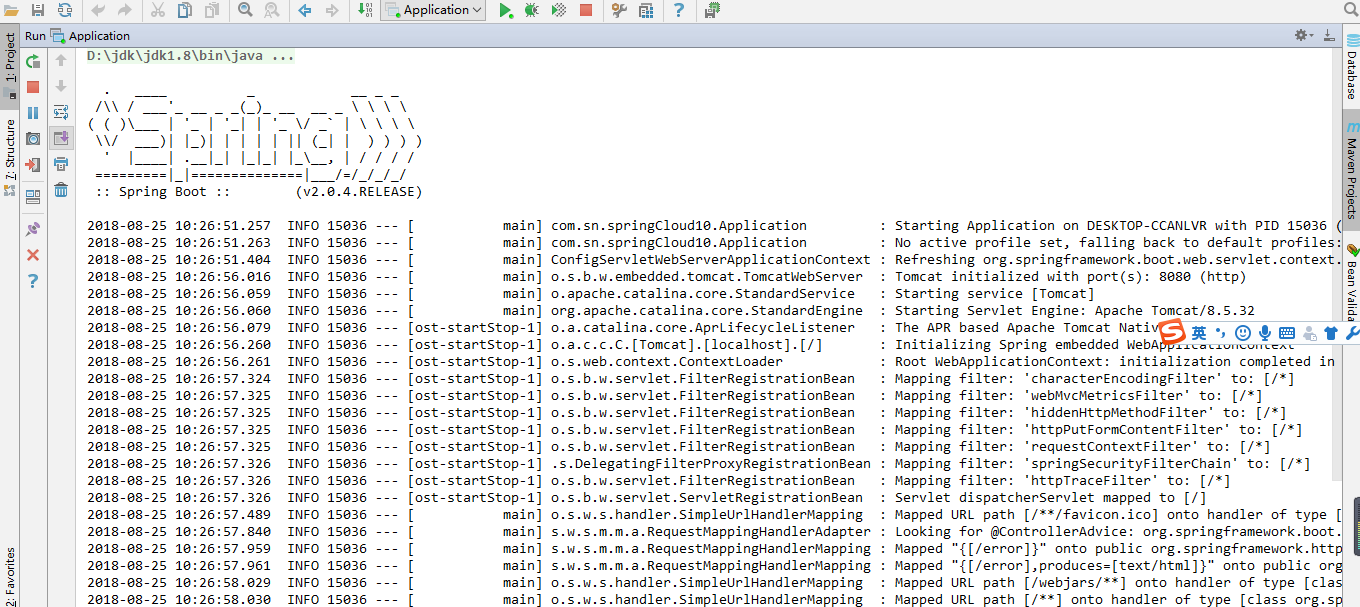 Application
Run Application
1: Project
7: Structure
2: Favorites
Database
Maven Projects
Bean Valida
D:\jdk\jdk1.8\bin\java ...
  .   ____          _            __ _ _
 /\\ / ___'_ __ _ _(_)_ __  __ _ \ \ \ \
( ( )\___ | '_ | '_| | '_ \/ _` | \ \ \ \
 \\/  ___)| |_)| | | | | || (_| |  ) ) ) )
  '  |____| .__|_| |_|_| |_\__, | / / / /
 =========|_|==============|___/=/_/_/_/
 :: Spring Boot ::        (v2.0.4.RELEASE)
2018-08-25 10:26:51.257  INFO 15036 --- [           main] com.sn.springCloud10.Application         : Starting Application on DESKTOP-CCANLVR with PID 15036 (
2018-08-25 10:26:51.263  INFO 15036 --- [           main] com.sn.springCloud10.Application         : No active profile set, falling back to default profiles:
2018-08-25 10:26:51.404  INFO 15036 --- [           main] ConfigServletWebServerApplicationContext : Refreshing org.springframework.boot.web.servlet.context.
2018-08-25 10:26:56.016  INFO 15036 --- [           main] o.s.b.w.embedded.tomcat.TomcatWebServer  : Tomcat initialized with port(s): 8080 (http)
2018-08-25 10:26:56.059  INFO 15036 --- [           main] o.apache.catalina.core.StandardService   : Starting service [Tomcat]
2018-08-25 10:26:56.060  INFO 15036 --- [           main] org.apache.catalina.core.StandardEngine  : Starting Servlet Engine: Apache Tomcat/8.5.32
2018-08-25 10:26:56.079  INFO 15036 --- [ost-startStop-1] o.a.catalina.core.AprLifecycleListener   : The APR based Apache Tomcat Nativ
英
2018-08-25 10:26:56.260  INFO 15036 --- [ost-startStop-1] o.a.c.c.C.[Tomcat].[localhost].[/]       : Initializing Spring embedded WebApplicationContext
2018-08-25 10:26:56.261  INFO 15036 --- [ost-startStop-1] o.s.web.context.ContextLoader            : Root WebApplicationContext: initialization completed in
2018-08-25 10:26:57.324  INFO 15036 --- [ost-startStop-1] o.s.b.w.servlet.FilterRegistrationBean   : Mapping filter: 'characterEncodingFilter' to: [/*]
2018-08-25 10:26:57.325  INFO 15036 --- [ost-startStop-1] o.s.b.w.servlet.FilterRegistrationBean   : Mapping filter: 'webMvcMetricsFilter' to: [/*]
2018-08-25 10:26:57.325  INFO 15036 --- [ost-startStop-1] o.s.b.w.servlet.FilterRegistrationBean   : Mapping filter: 'hiddenHttpMethodFilter' to: [/*]
2018-08-25 10:26:57.325  INFO 15036 --- [ost-startStop-1] o.s.b.w.servlet.FilterRegistrationBean   : Mapping filter: 'httpPutFormContentFilter' to: [/*]
2018-08-25 10:26:57.325  INFO 15036 --- [ost-startStop-1] o.s.b.w.servlet.FilterRegistrationBean   : Mapping filter: 'requestContextFilter' to: [/*]
2018-08-25 10:26:57.326  INFO 15036 --- [ost-startStop-1] .s.DelegatingFilterProxyRegistrationBean : Mapping filter: 'springSecurityFilterChain' to: [/*]
2018-08-25 10:26:57.326  INFO 15036 --- [ost-startStop-1] o.s.b.w.servlet.FilterRegistrationBean   : Mapping filter: 'httpTraceFilter' to: [/*]
2018-08-25 10:26:57.326  INFO 15036 --- [ost-startStop-1] o.s.b.w.servlet.ServletRegistrationBean  : Servlet dispatcherServlet mapped to [/]
2018-08-25 10:26:57.489  INFO 15036 --- [           main] o.s.w.s.handler.SimpleUrlHandlerMapping  : Mapped URL path [/**/favicon.ico] onto handler of type [
2018-08-25 10:26:57.840  INFO 15036 --- [           main] s.w.s.m.m.a.RequestMappingHandlerAdapter : Looking for @ControllerAdvice: org.springframework.boot.
2018-08-25 10:26:57.959  INFO 15036 --- [           main] s.w.s.m.m.a.RequestMappingHandlerMapping : Mapped "{[/error]}" onto public org.springframework.http
2018-08-25 10:26:57.961  INFO 15036 --- [           main] s.w.s.m.m.a.RequestMappingHandlerMapping : Mapped "{[/error],produces=[text/html]}" onto public org
2018-08-25 10:26:58.029  INFO 15036 --- [           main] o.s.w.s.handler.SimpleUrlHandlerMapping  : Mapped URL path [/webjars/**] onto handler of type [clas
2018-08-25 10:26:58.030  INFO 15036 --- [           main] o.s.w.s.handler.SimpleUrlHandlerMapping  : Mapped URL path [/**] onto handler of type [class org.sp